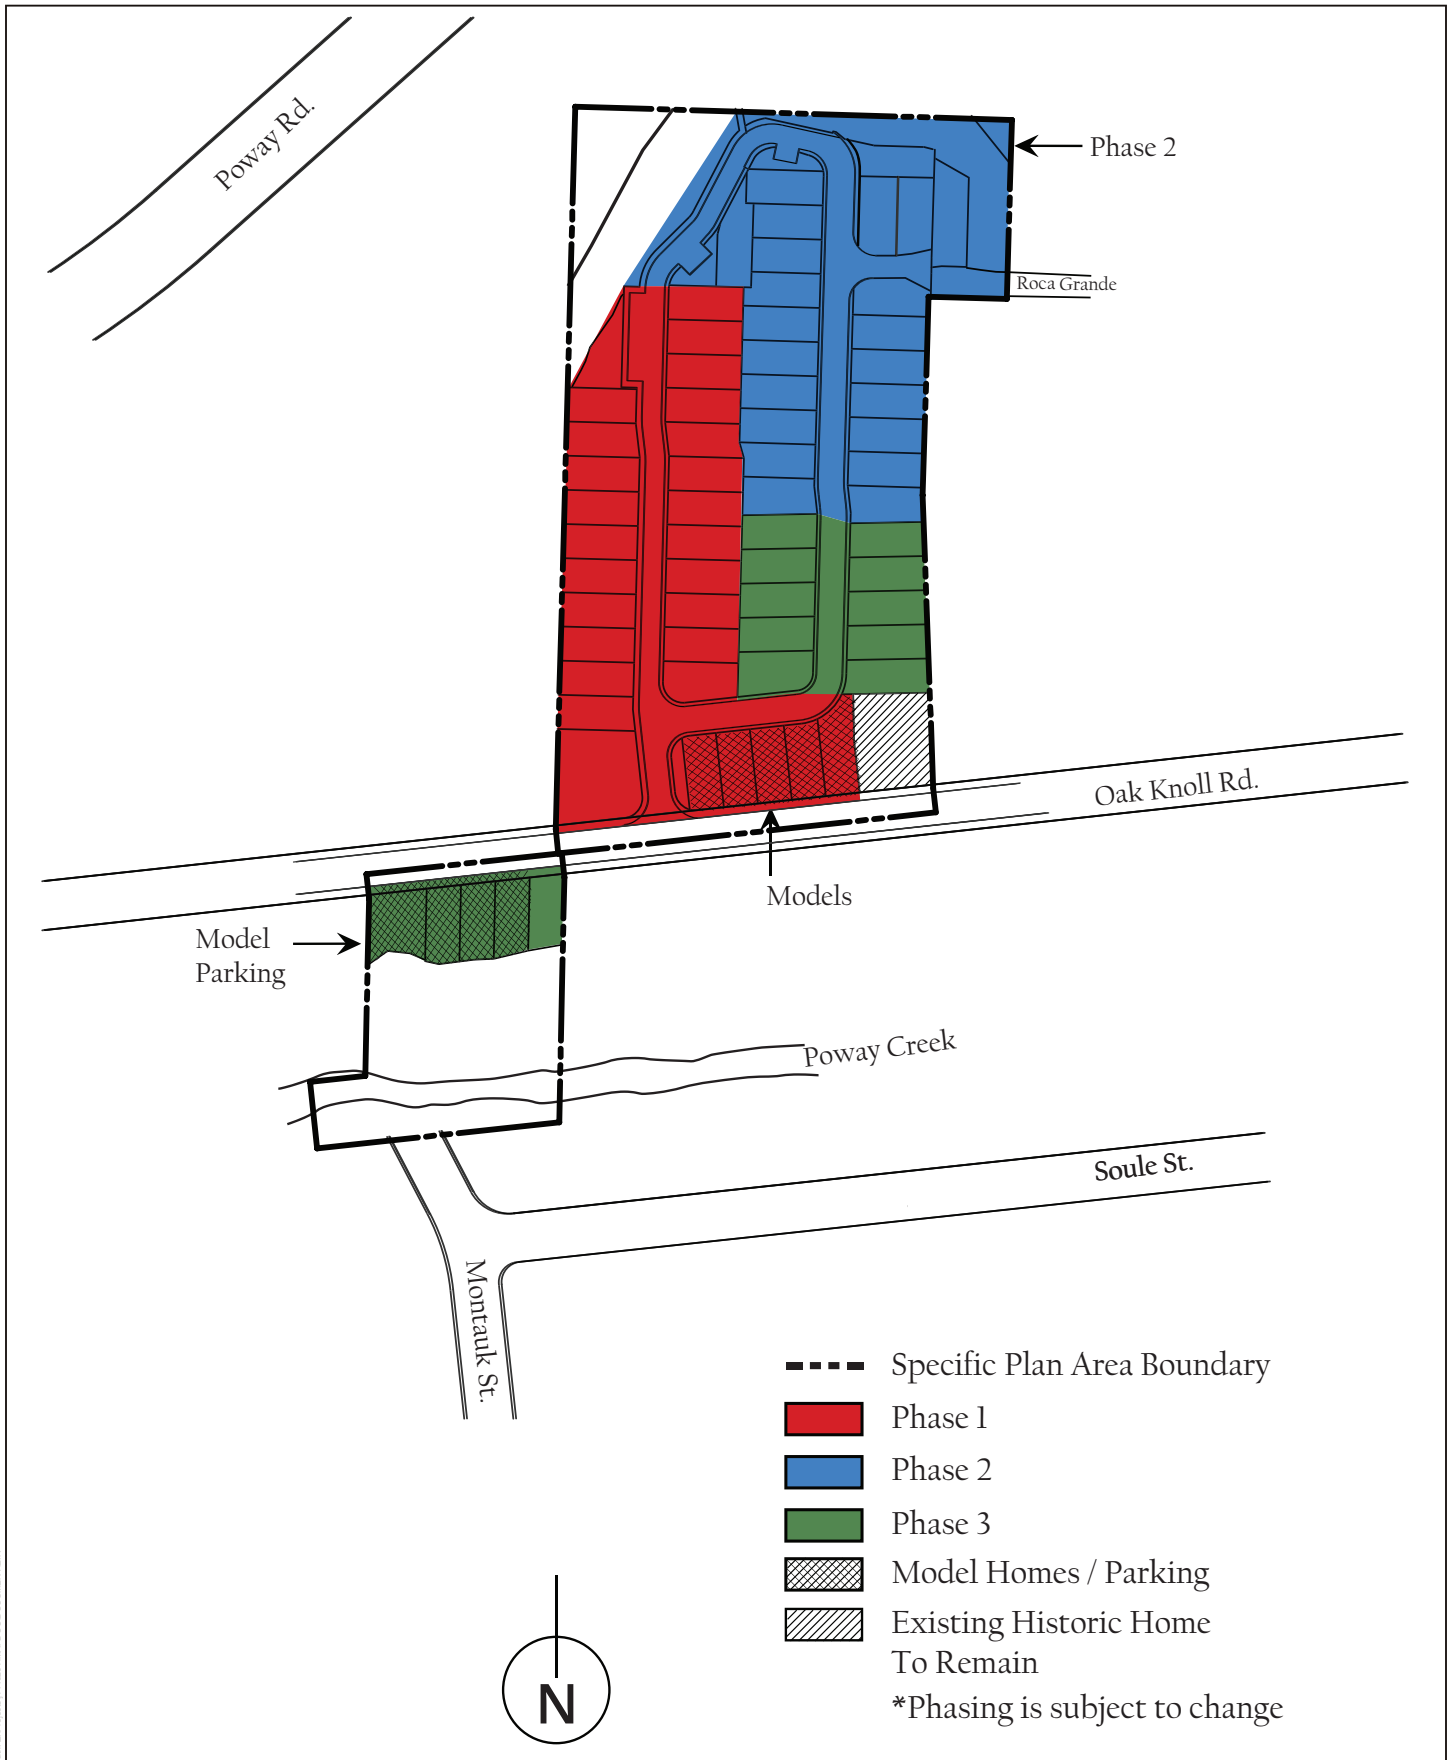 Poway Rd.
Phase 2
Roca Grande
Oak Knoll Rd.
Models
Model
Parking
Poway Creek
Soule St.
Montauk St.
Specific Plan Area Boundary
Phase 1
Phase 2
Phase 3
Model Homes / Parking
Existing Historic Home
To Remain
*Phasing is subject to change
N